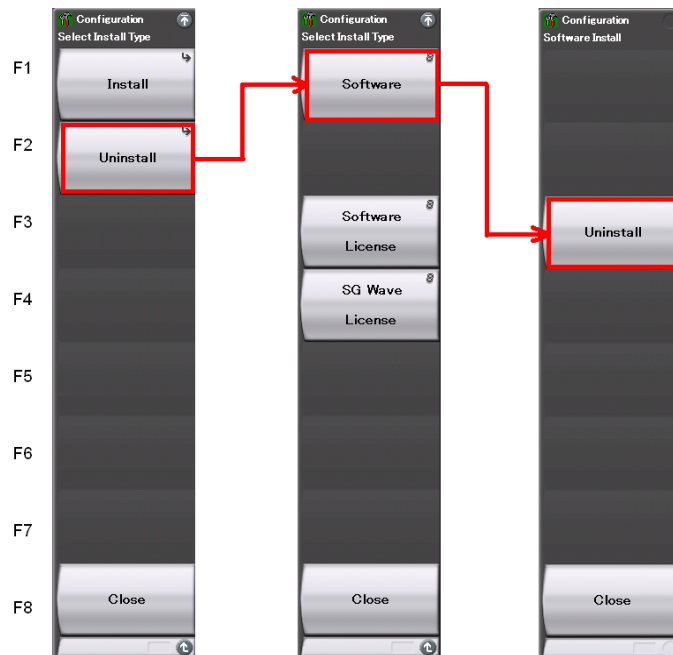 Configuration
Select Install Type
Install
Uninstall
Close
Configuration
Select Install Type
Software
Software
License
SG Wave
License
Close
Configuration
Software Install
Uninstall
Close
F1
F2
F3
F4
F5
F6
F7
F8